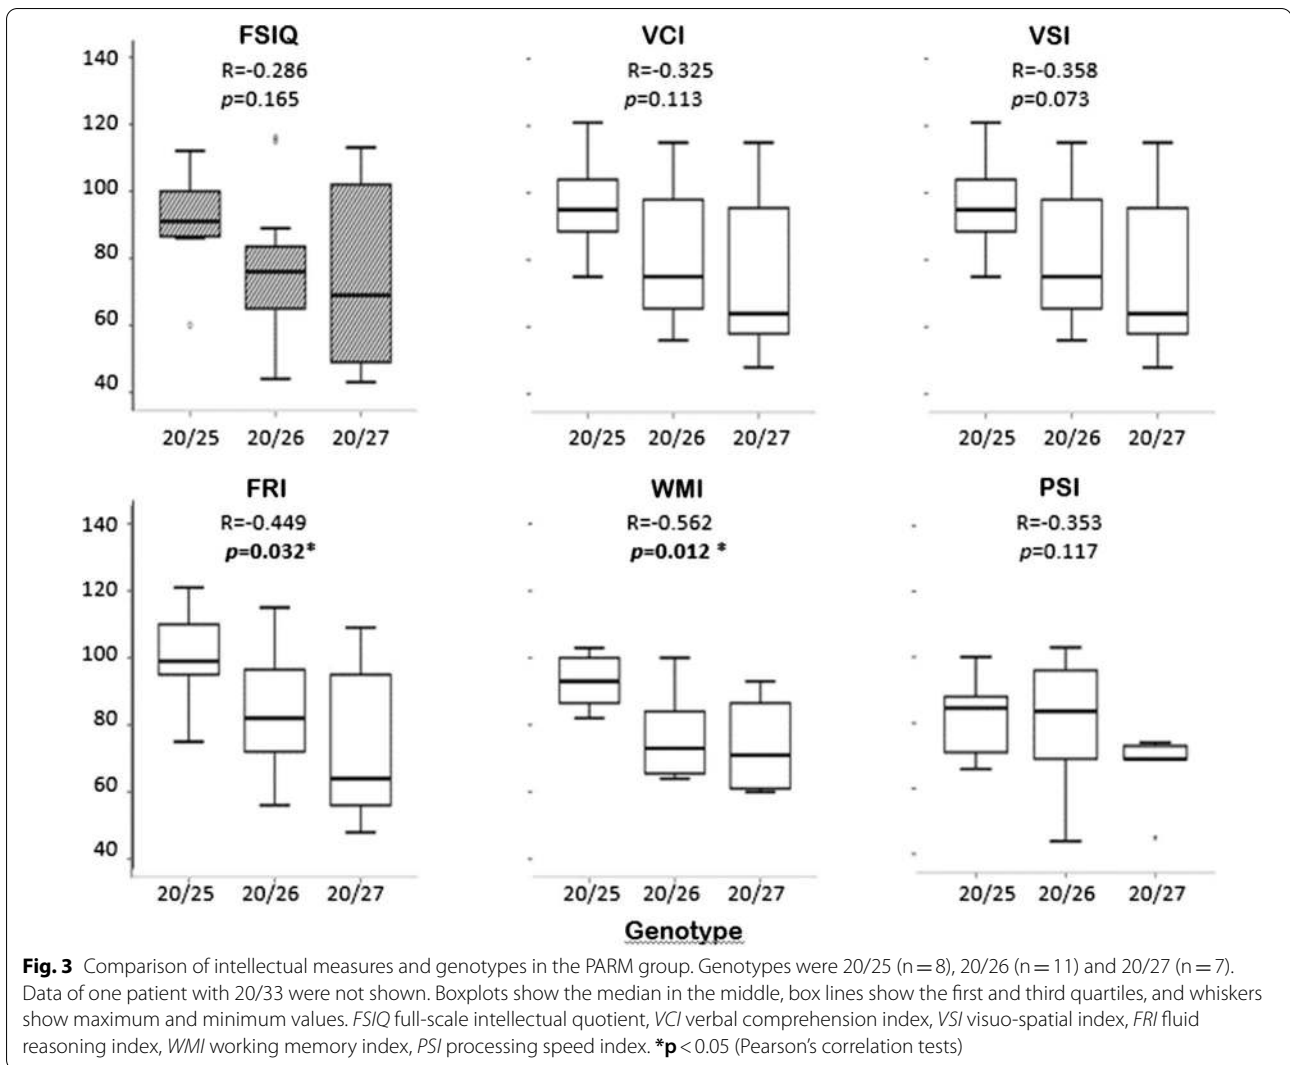 FSIQ
R=-0.286
p=0.165
140
120
100
80
60
40
20/25 20/26 20/27
VCI
R=-0.325
p=0.113
20/25 20/26 20/27
VSI
R=-0.358
p=0.073
20/25 20/26 20/27
FRI
R=-0.449
p=0.032*
140
120
100
80
60
40
20/25 20/26 20/27
WMI
R=-0.562
p=0.012 *
20/25 20/26 20/27
PSI
R=-0.353
p=0.117
20/25 20/26 20/27
Genotype
Fig. 3 Comparison of intellectual measures and genotypes in the PARM group. Genotypes were 20/25 (n = 8), 20/26 (n = 11) and 20/27 (n = 7).
Data of one patient with 20/33 were not shown. Boxplots show the median in the middle, box lines show the first and third quartiles, and whiskers
show maximum and minimum values. FSIQ full-scale intellectual quotient, VCI verbal comprehension index, VSI visuo-spatial index, FRI fluid
reasoning index, WMI working memory index, PSI processing speed index. *p < 0.05 (Pearson's correlation tests)